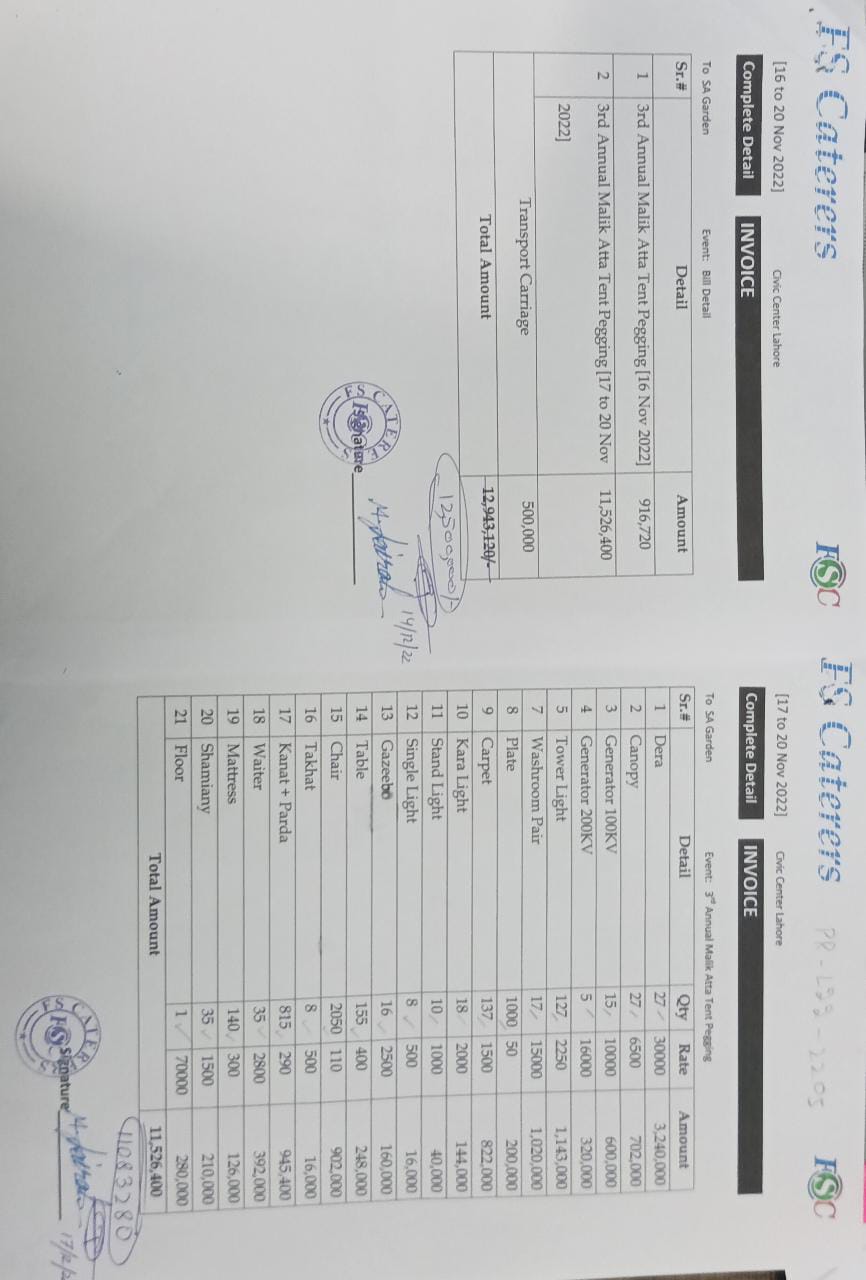 FS Caterers
FSC
[16 to 20 Nov 2022] Civic Center Lahore
Complete Detail INVOICE
To SA Garden Event: Bill Detail
Sr.# Detail Amount
1 3rd Annual Malik Atta Tent Pegging [16 Nov 2022] 916,720
2 3rd Annual Malik Atta Tent Pegging [17 to 20 Nov 2022] 11,526,400
Transport Carriage 500,000
Total Amount 12,943,120/-
12,500,000/-
FS CATERERS
FSC
Signature
14/12/22
FS Caterers PR-L99-2205
FSC
[17 to 20 Nov 2022] Civic Center Lahore
Complete Detail INVOICE
To SA Garden Event: 3rd Annual Malik Atta Tent Pegging
Sr.# Detail Qty Rate Amount
1 Dera 27 30000 3,240,000
2 Canopy 27 6500 702,000
3 Generator 100KV 15 10000 600,000
4 Generator 200KV 5 16000 320,000
5 Tower Light 127 2250 1,143,000
7 Washroom Pair 17 15000 1,020,000
8 Plate 1000 50 200,000
9 Carpet 137 1500 822,000
10 Kara Light 18 2000 144,000
11 Stand Light 10 1000 40,000
12 Single Light 8 500 16,000
13 Gazeebo 16 2500 160,000
14 Table 155 400 248,000
15 Chair 2050 110 902,000
16 Takhat 8 500 16,000
17 Kanat + Parda 815 290 945,400
18 Waiter 35 2800 392,000
19 Mattress 140 300 126,000
20 Shamiany 35 1500 210,000
21 Floor 1 70000 280,000
Total Amount 11,526,400
11083280
FS CATERERS
FSC
Signature
17/12/22